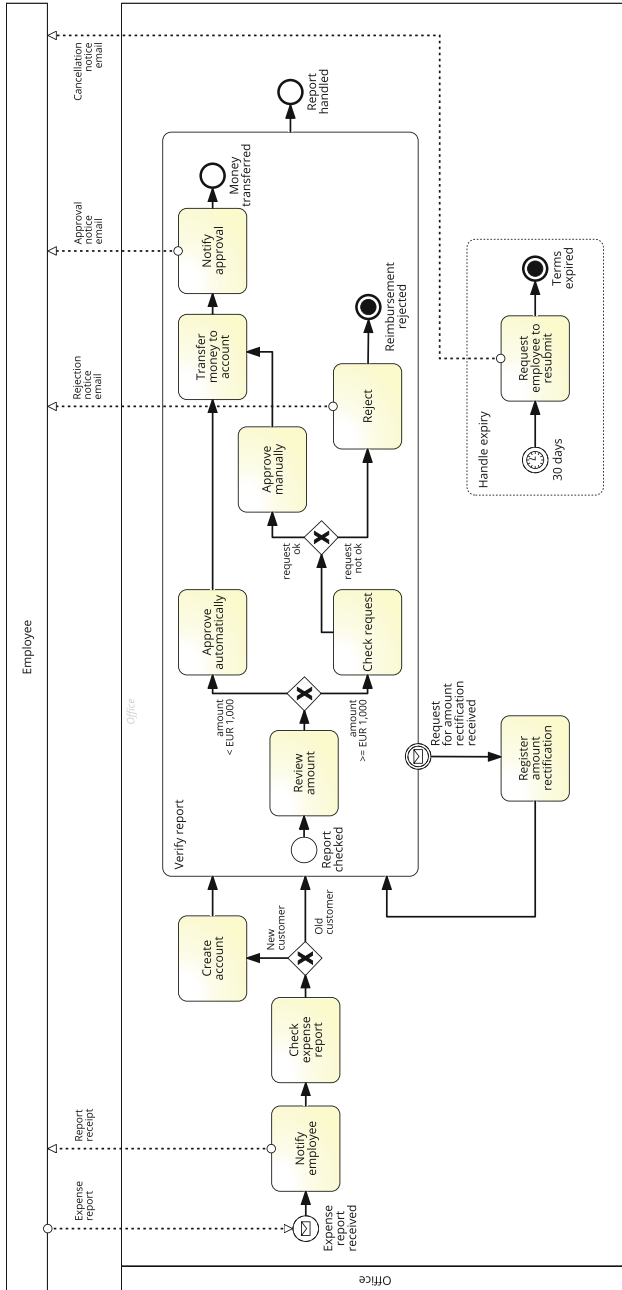 Employee
Expense
report
Report
receipt
Rejection
notice
email
Approval
notice
email
Cancellation
notice
email
Office
Office
Expense
report
received
Notify
employee
Check
expense
report
New
customer
Old
customer
Create
account
Verify report
Report
checked
Review
amount
amount
< EUR 1,000
amount
>= EUR 1,000
Approve
automatically
Check request
request
ok
request
not ok
Approve
manually
Reject
Reimbursement
rejected
Transfer
money to
account
Notify
approval
Money
transferred
Report
handled
Request
for amount
rectification
received
Register
amount
rectification
Handle expiry
30 days
Request
employee to
resubmit
Terms
expired